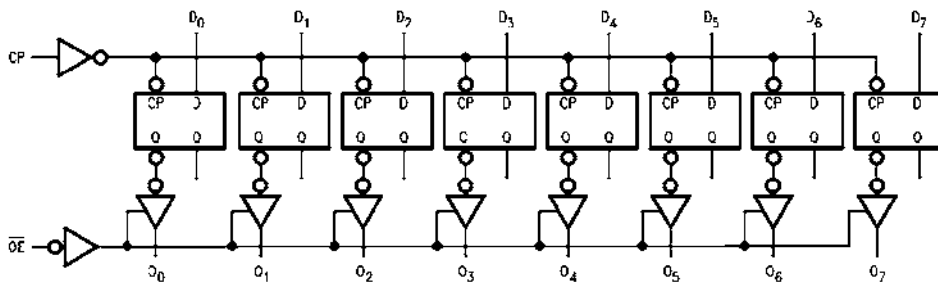 D0 D1 D2 D3 D4 D5 D6 D7
CP
CP D CP D CP D CP D CP D CP D CP D CP D
Q Q Q Q Q Q C Q Q Q Q Q Q Q Q Q
OE
O0 O1 O2 O3 O4 O5 O6 O7